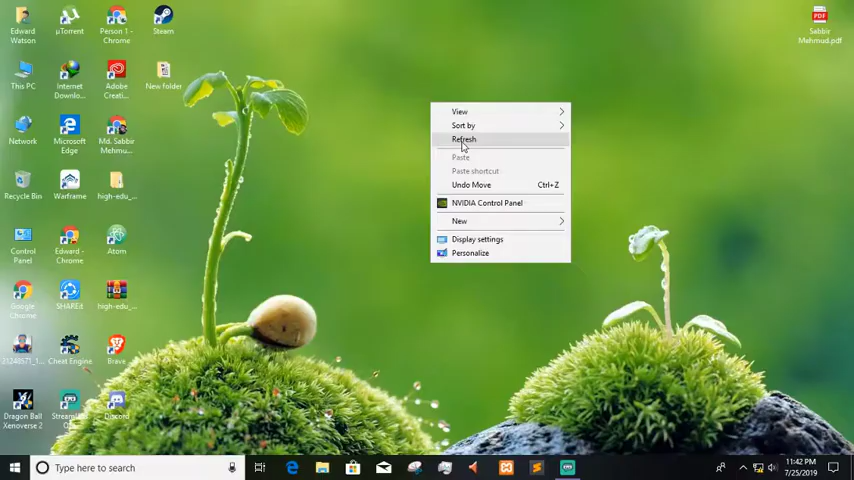 Edward
Watson
µTorrent
Person 1 -
Chrome
Steam
PDF
Sabbir
Mehmud.pdf
This PC
Internet
Downlo...
Adobe
Creati...
New folder
Network
Microsoft
Edge
Md. Sabbir
Mehmu...
Recycle Bin
Warframe
high-edu_...
Control
Panel
Edward -
Chrome
Atom
Google
Chrome
SHAREit
high-edu_...
Cheat Engine
Brave
Dragon Ball
Xenoverse 2
Discord
View
Sort by
Refresh
Paste
Paste shortcut
Undo Move Ctrl+Z
NVIDIA Control Panel
New
Display settings
Personalize
Type here to search
11:42 PM
7/25/2019